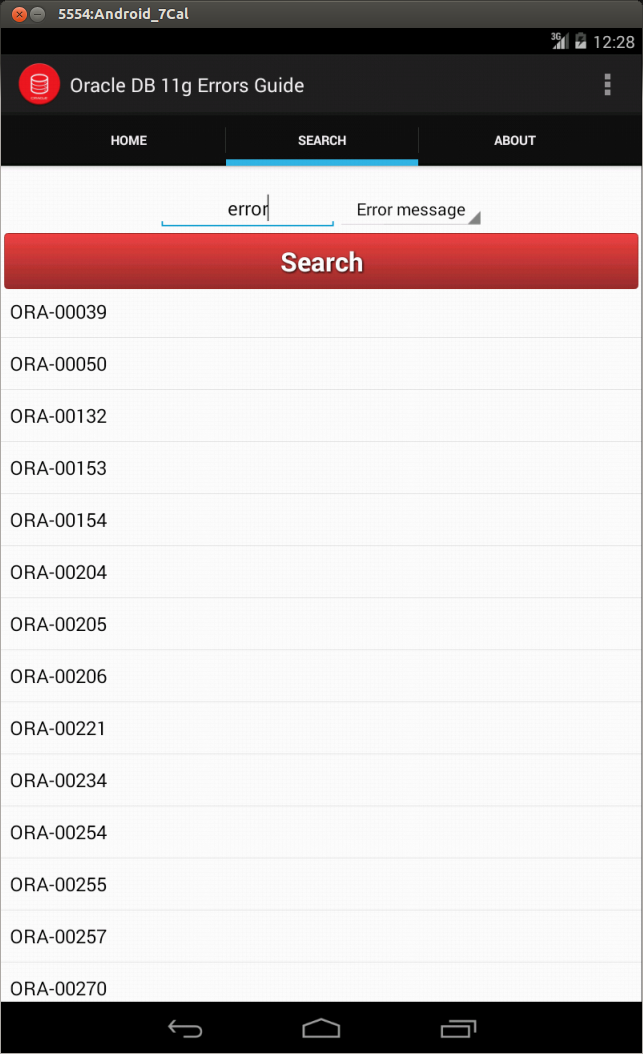 5554:Android_7Cal
3G 12:28
Oracle DB 11g Errors Guide
HOME SEARCH ABOUT
error Error message
Search
ORA-00039
ORA-00050
ORA-00132
ORA-00153
ORA-00154
ORA-00204
ORA-00205
ORA-00206
ORA-00221
ORA-00234
ORA-00254
ORA-00255
ORA-00257
ORA-00270